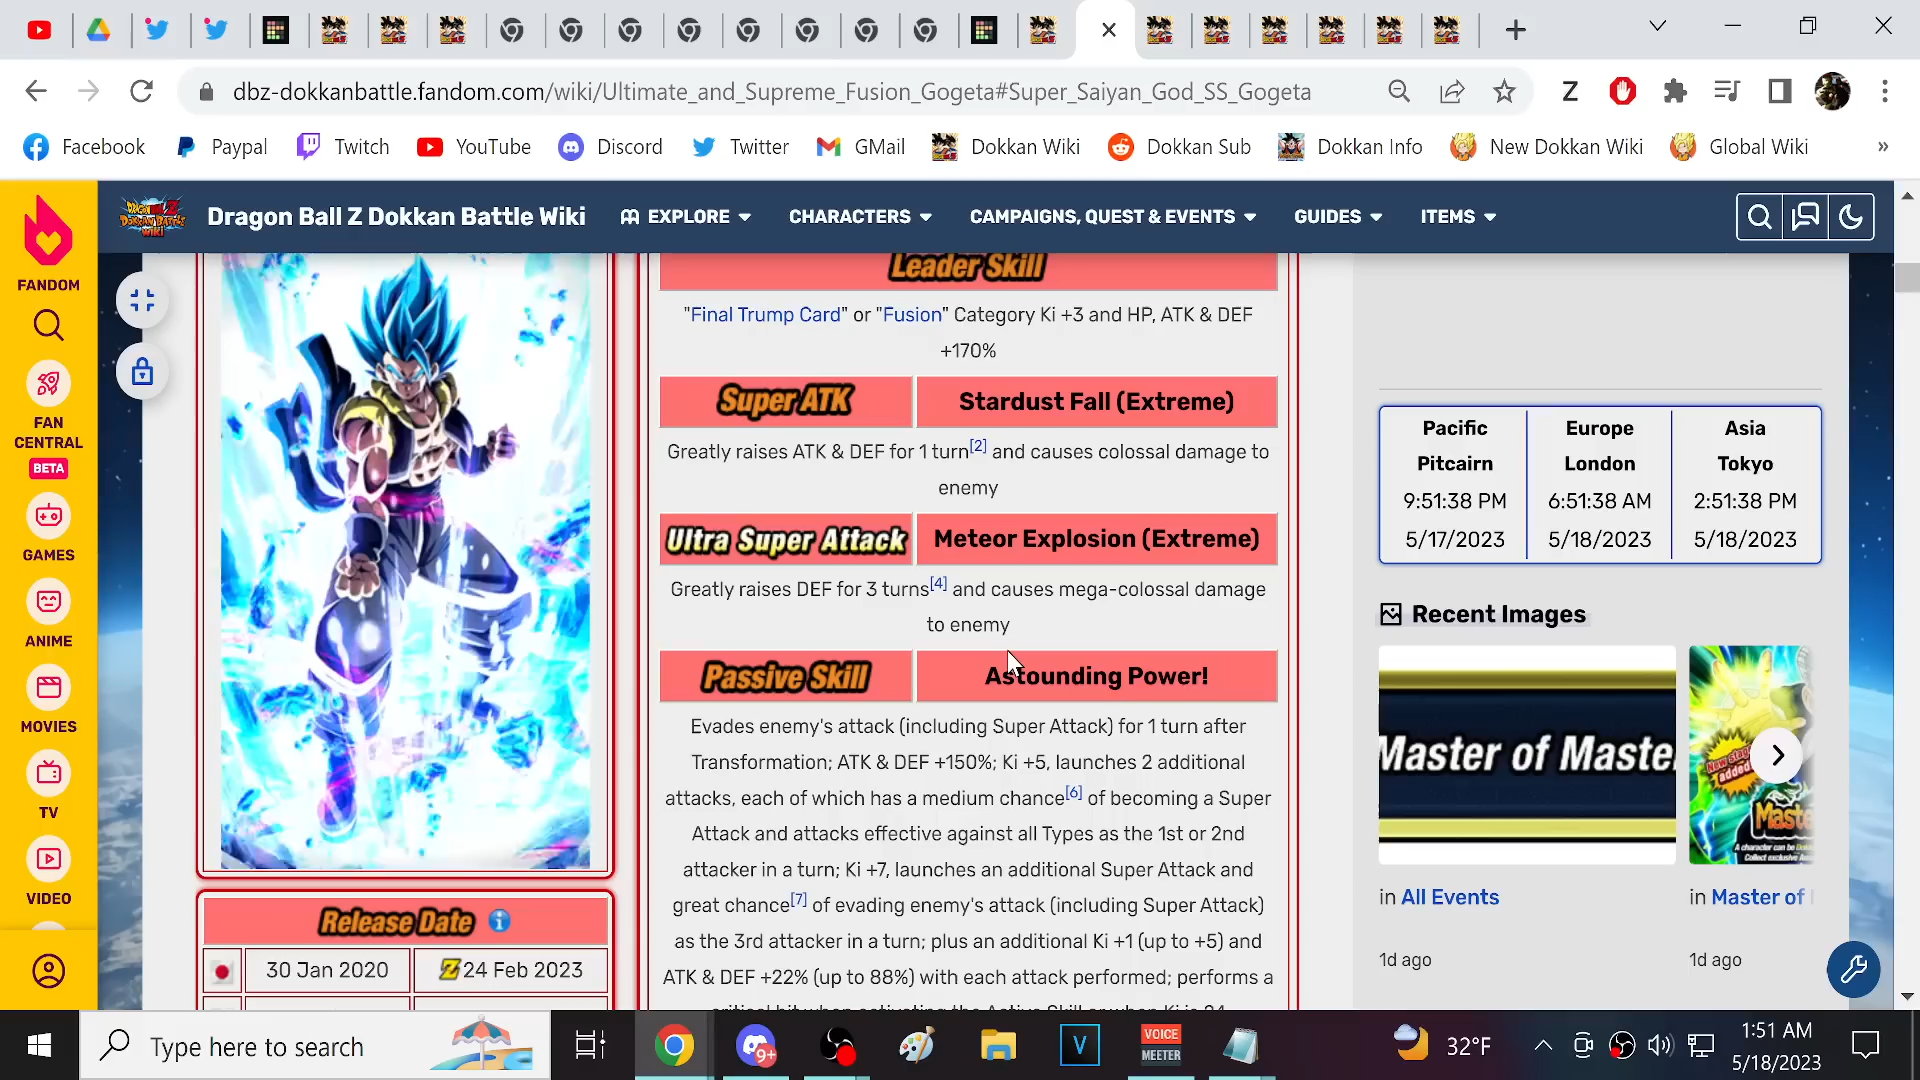 dbz-dokkanbattle.fandom.com/wiki/Ultimate_and_Supreme_Fusion_Gogeta#Super_Saiyan_God_SS_Gogeta
Z
Facebook
Paypal
Twitch
YouTube
Discord
Twitter
GMail
Dokkan Wiki
Dokkan Sub
Dokkan Info
New Dokkan Wiki
Global Wiki
»
FANDOM
FAN
CENTRAL
BETA
GAMES
ANIME
MOVIES
TV
VIDEO
Dragon Ball Z Dokkan Battle Wiki
EXPLORE
CHARACTERS
CAMPAIGNS, QUEST & EVENTS
GUIDES
ITEMS
Leader Skill
"Final Trump Card" or "Fusion" Category Ki +3 and HP, ATK & DEF
+170%
Super ATK
Stardust Fall (Extreme)
Greatly raises ATK & DEF for 1 turn[2] and causes colossal damage to
enemy
Ultra Super Attack
Meteor Explosion (Extreme)
Greatly raises DEF for 3 turns[4] and causes mega-colossal damage
to enemy
Passive Skill
Astounding Power!
Evades enemy's attack (including Super Attack) for 1 turn after
Transformation; ATK & DEF +150%; Ki +5, launches 2 additional
attacks, each of which has a medium chance[6] of becoming a Super
Attack and attacks effective against all Types as the 1st or 2nd
attacker in a turn; Ki +7, launches an additional Super Attack and
great chance[7] of evading enemy's attack (including Super Attack)
as the 3rd attacker in a turn; plus an additional Ki +1 (up to +5) and
ATK & DEF +22% (up to 88%) with each attack performed; performs a
critical hit when activating the Active Skill or when Ki is 24
Release Date
30 Jan 2020
Z 24 Feb 2023
Pacific
Pitcairn
9:51:38 PM
5/17/2023
Europe
London
6:51:38 AM
5/18/2023
Asia
Tokyo
2:51:38 PM
5/18/2023
Recent Images
Master of Maste
in All Events
1d ago
in Master of
1d ago
Type here to search
9+
V
VOICE
MEETER
32°F
1:51 AM
5/18/2023